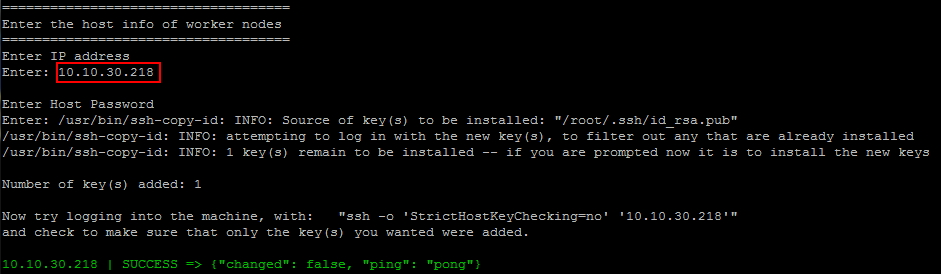 ====================================
Enter the host info of worker nodes
====================================
Enter IP address
Enter: 10.10.30.218
Enter Host Password
Enter: /usr/bin/ssh-copy-id: INFO: Source of key(s) to be installed: "/root/.ssh/id_rsa.pub"
/usr/bin/ssh-copy-id: INFO: attempting to log in with the new key(s), to filter out any that are already installed
/usr/bin/ssh-copy-id: INFO: 1 key(s) remain to be installed -- if you are prompted now it is to install the new keys
Number of key(s) added: 1
Now try logging into the machine, with:   "ssh -o 'StrictHostKeyChecking=no' '10.10.30.218'"
and check to make sure that only the key(s) you wanted were added.
10.10.30.218 | SUCCESS => {"changed": false, "ping": "pong"}